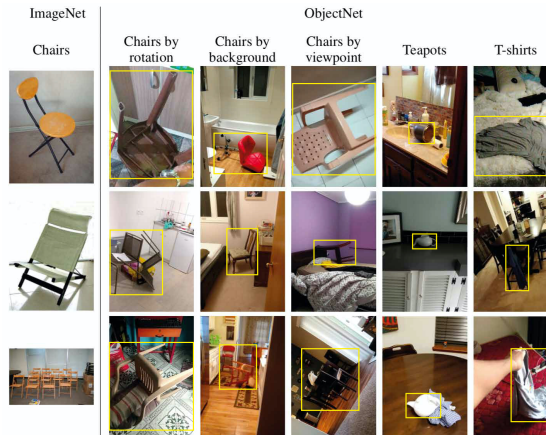 ImageNet
ObjectNet
Chairs
Chairs by
rotation
Chairs by
background
Chairs by
viewpoint
Teapots
T-shirts